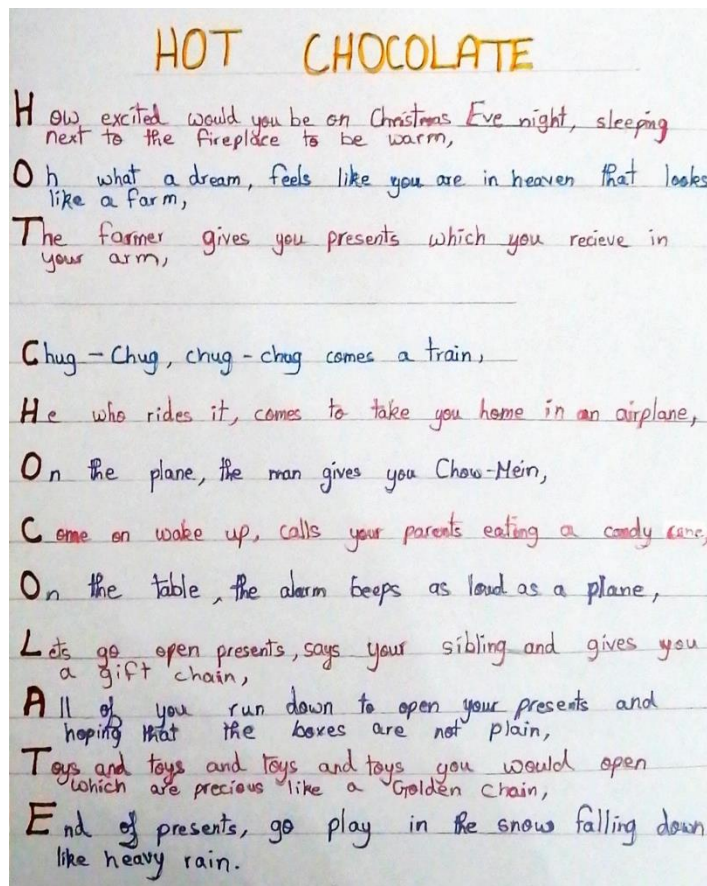 HOT CHOCOLATE
How excited would you be on Christmas Eve night, sleeping
next to the fireplace to be warm,
Oh what a dream, feels like you are in heaven that looks
like a farm,
The farmer gives you presents which you recieve in
your arm,
Chug - Chug, chug - chug comes a train,
He who rides it, comes to take you home in an airplane,
On the plane, the man gives you Chow-Mein,
Come on wake up, calls your parents eating a candy cane,
On the table, the alarm beeps as loud as a plane,
Lets go open presents, says your sibling and gives you
a gift chain,
All of you run down to open your presents and
hoping that the boxes are not plain,
Toys and toys and toys and toys you would open
which are precious like a Golden Chain,
End of presents, go play in the snow falling down
like heavy rain.